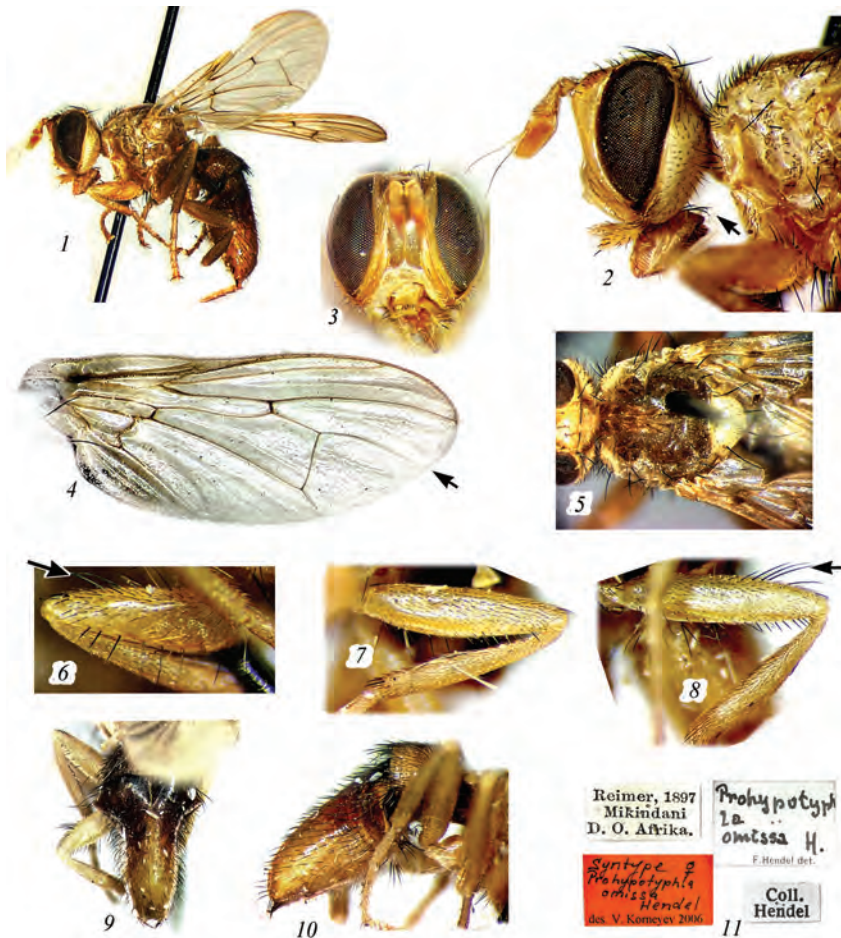 1
2
3
4
5
6
7
8
9
10
11
Reimer, 1897
Mikindani
D. O. Afrika.
Prohypotyph
la ..
omissa H.
F. Hendel det.
Syntype ♀
Prohypotyphla
omissa
Hendel
des. V. Korneyev 2006
Coll.
Hendel